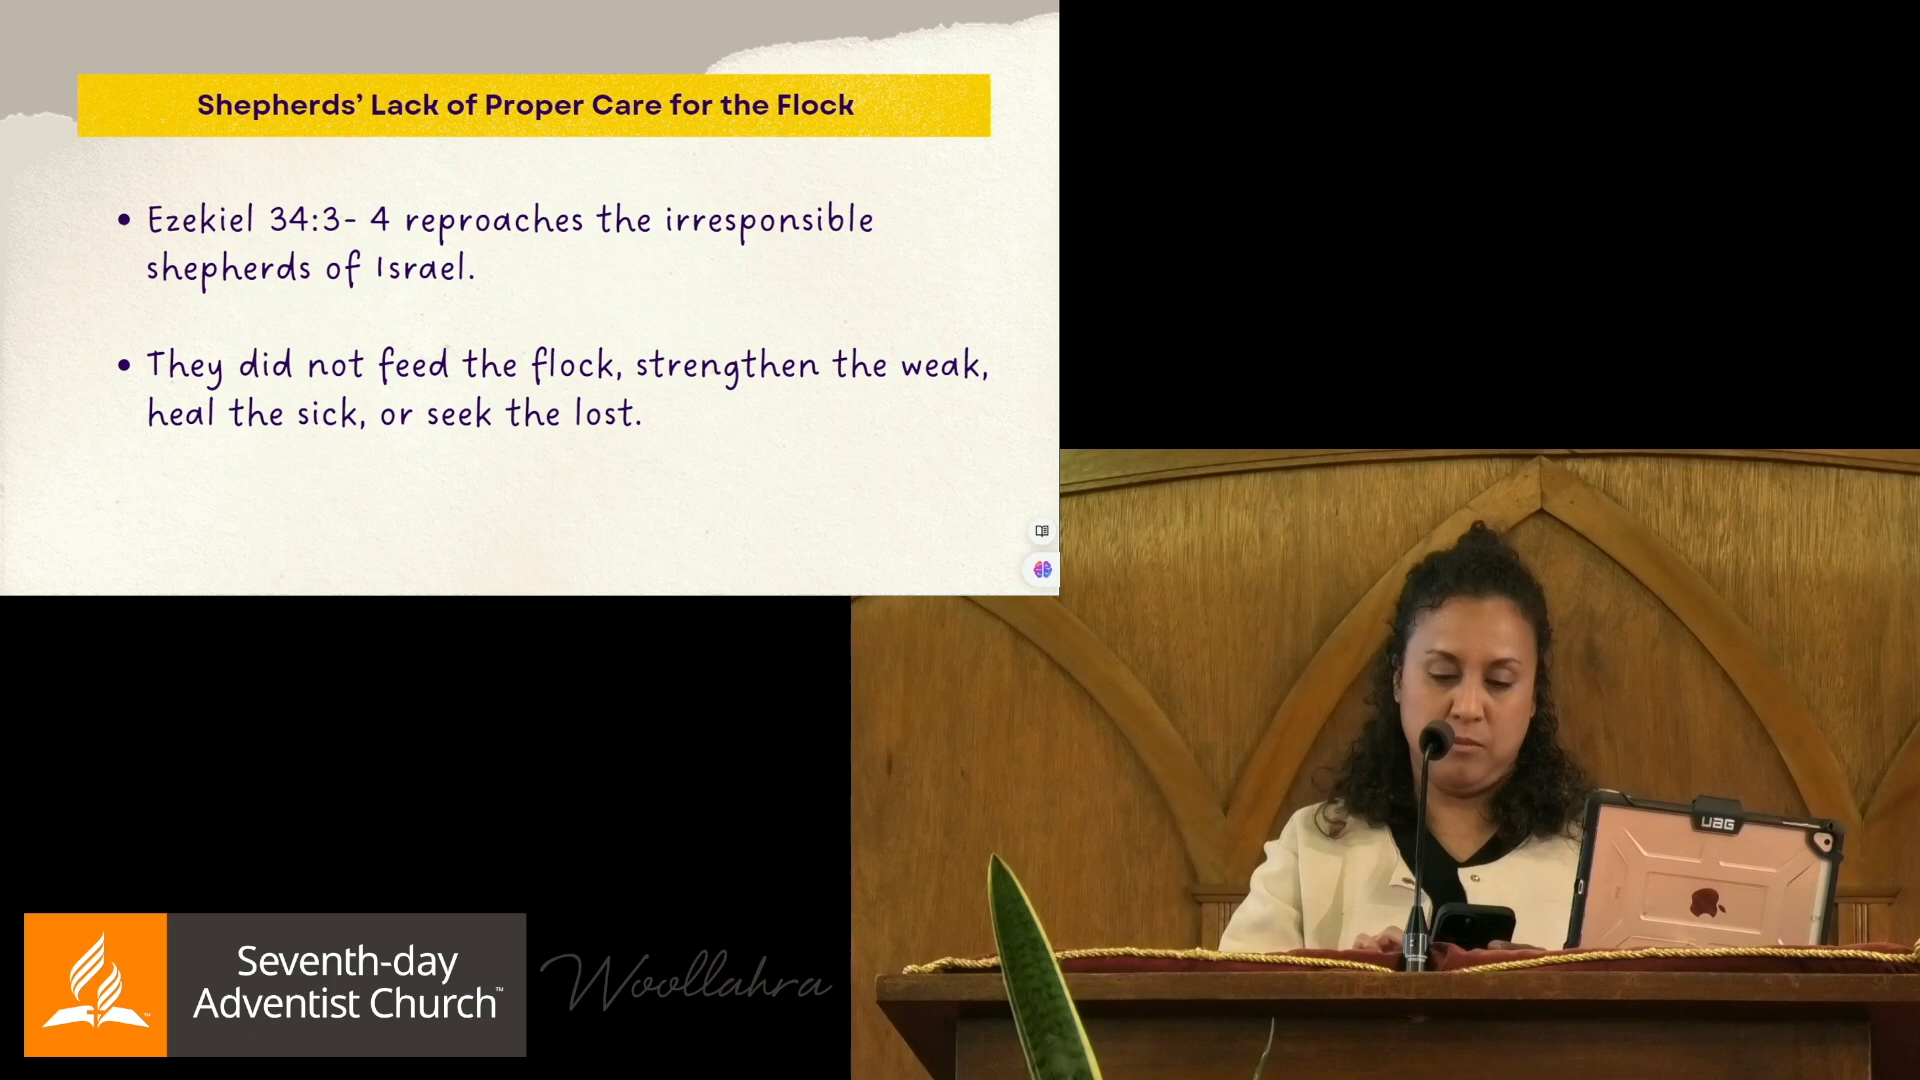 Shepherds’ Lack of Proper Care for the Flock
• Ezekiel 34:3- 4 reproaches the irresponsible
shepherds of Israel.
• They did not feed the flock, strengthen the weak,
heal the sick, or seek the lost.
UAG
Seventh-day
Adventist Church™
Woollahra